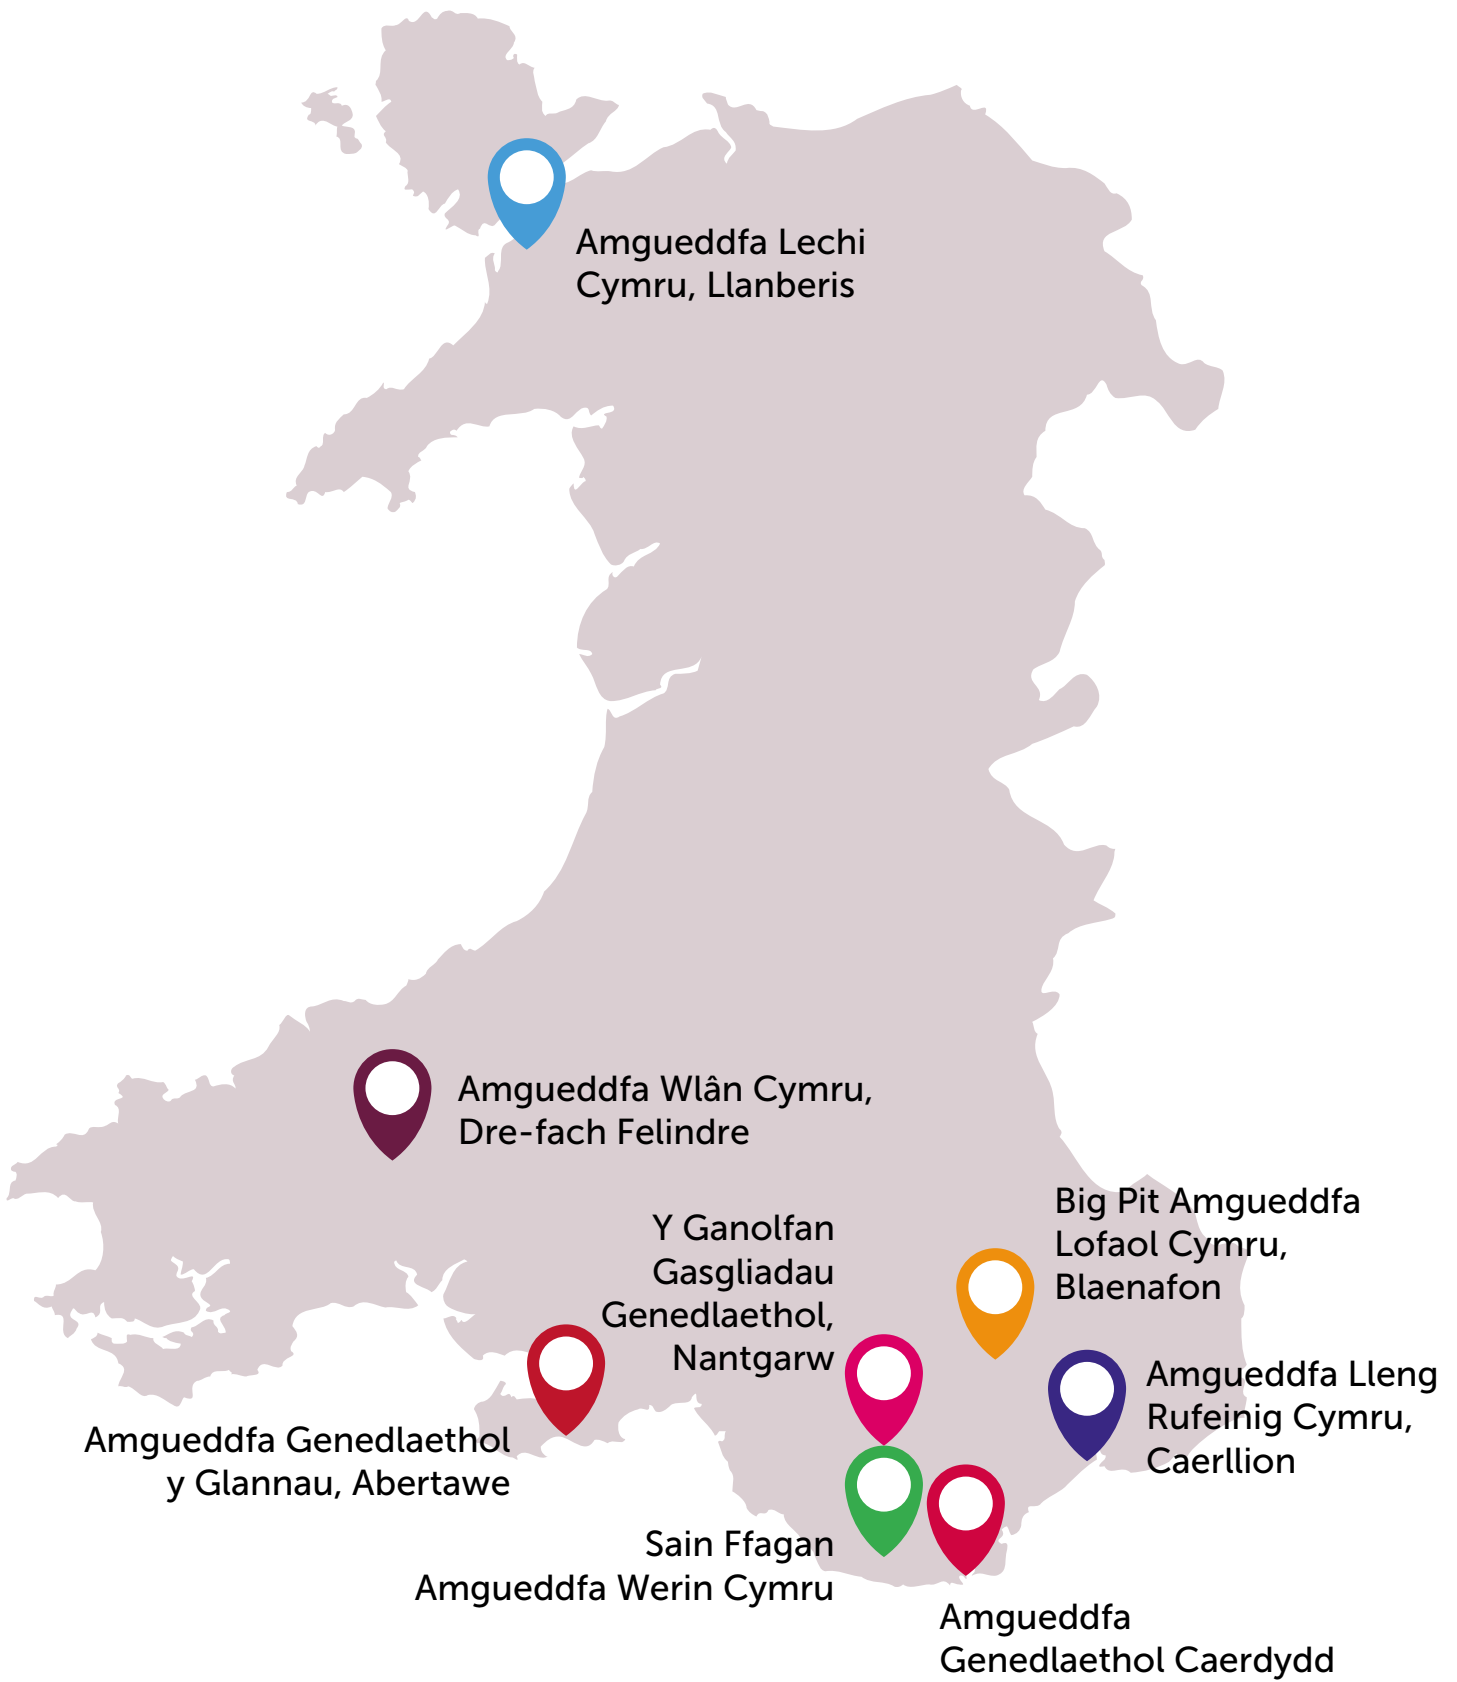 Amgueddfa Lechi
Cymru, Llanberis
Amgueddfa Wlân Cymru,
Dre-fach Felindre
Y Ganolfan
Gasgliadau
Genedlaethol,
Nantgarw
Big Pit Amgueddfa
Lofaol Cymru,
Blaenafon
Amgueddfa Lleng
Rufeinig Cymru,
Caerllion
Amgueddfa Genedlaethol
y Glannau, Abertawe
Sain Ffagan
Amgueddfa Werin Cymru
Amgueddfa
Genedlaethol Caerdydd